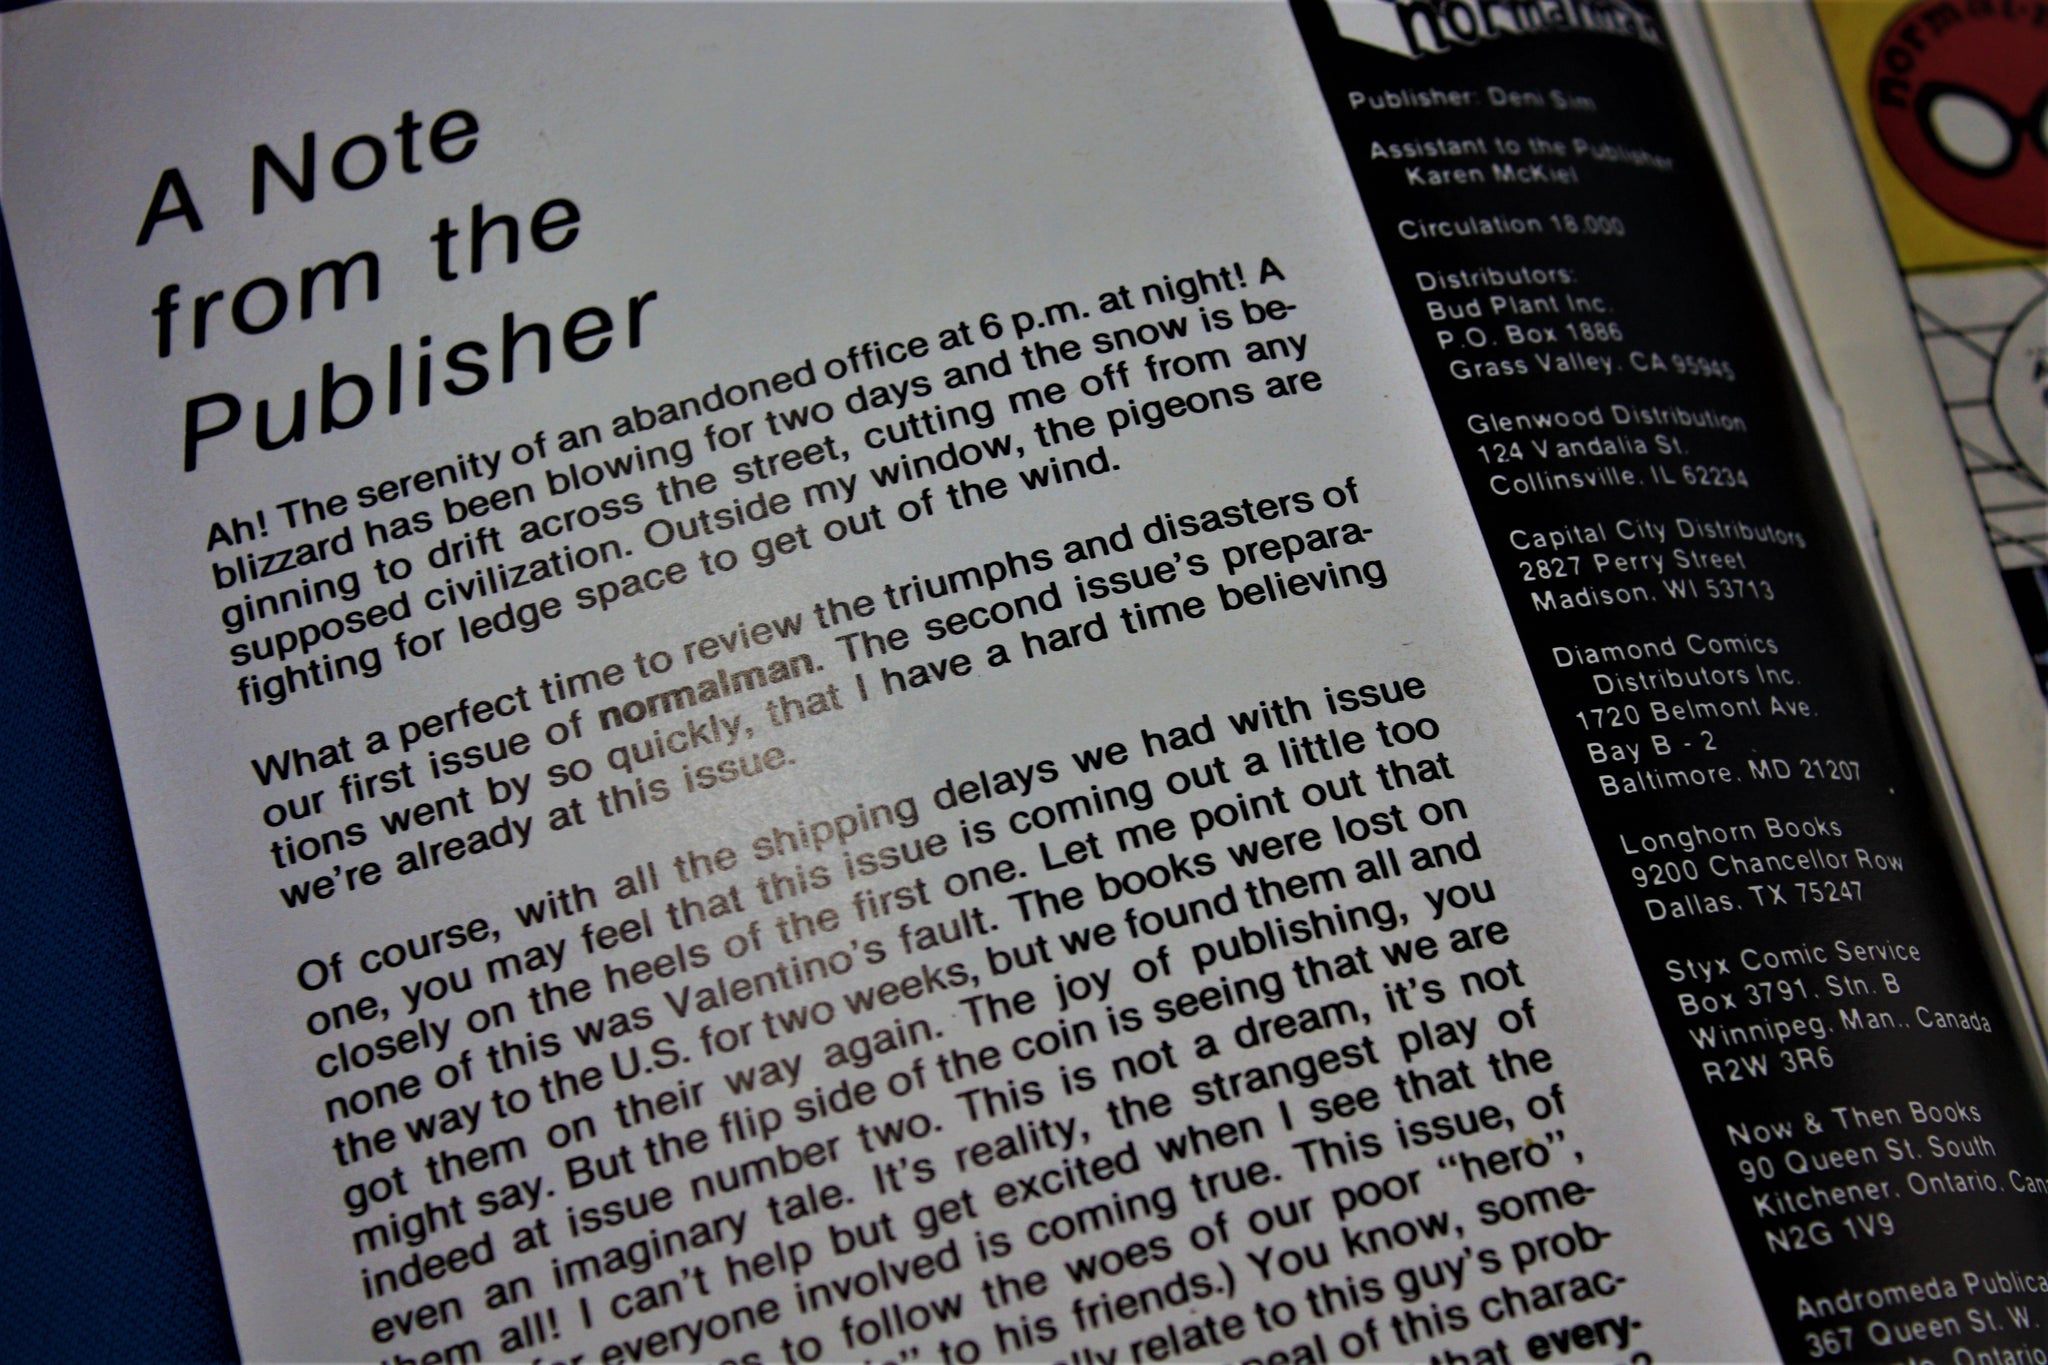 A Note
from the
Publisher
Ah! The serenity of an abandoned office at 6 p.m. at night! A
blizzard has been blowing for two days and the snow is be-
ginning to drift across the street, cutting me off from any
supposed civilization. Outside my window, the pigeons are
fighting for ledge space to get out of the wind.
What a perfect time to review the triumphs and disasters of
our first issue of normalman. The second issue's prepara-
tions went by so quickly, that I have a hard time believing
we're already at this issue.
Of course, with all the shipping delays we had with issue
one, you may feel that this issue is coming out a little too
closely on the heels of the first one. Let me point out that
none of this was Valentino's fault. The books were lost on
the way to the U.S. for two weeks, but we found them all and
got them on their way again. The joy of publishing, you
might say. But the flip side of the coin is seeing that we are
indeed at issue number two. This is not a dream, it's not
even an imaginary tale. It's reality, the strangest play of
them all! I can't help but get excited when I see that the
for everyone involved is coming true. This issue, of
to follow the woes of our poor "hero",
to his friends.) You know, some-
relate to this guy's prob-
of this charac-
that every-
normalman
Publisher: Deni Sim
Assistant to the Publisher
Karen McKiel
Circulation 18,000
Distributors:
Bud Plant Inc.
P.O. Box 1886
Grass Valley, CA 95945
Glenwood Distribution
124 Vandalia St.
Collinsville, IL 62234
Capital City Distributors
2827 Perry Street
Madison, WI 53713
Diamond Comics
Distributors Inc.
1720 Belmont Ave.
Bay B - 2
Baltimore, MD 21207
Longhorn Books
9200 Chancellor Row
Dallas, TX 75247
Styx Comic Service
Box 3791, Stn. B
Winnipeg, Man., Canada
R2W 3R6
Now & Then Books
90 Queen St. South
Kitchener, Ontario, Can
N2G 1V9
Andromeda Publica
367 Queen St. W.
Ontario
normal